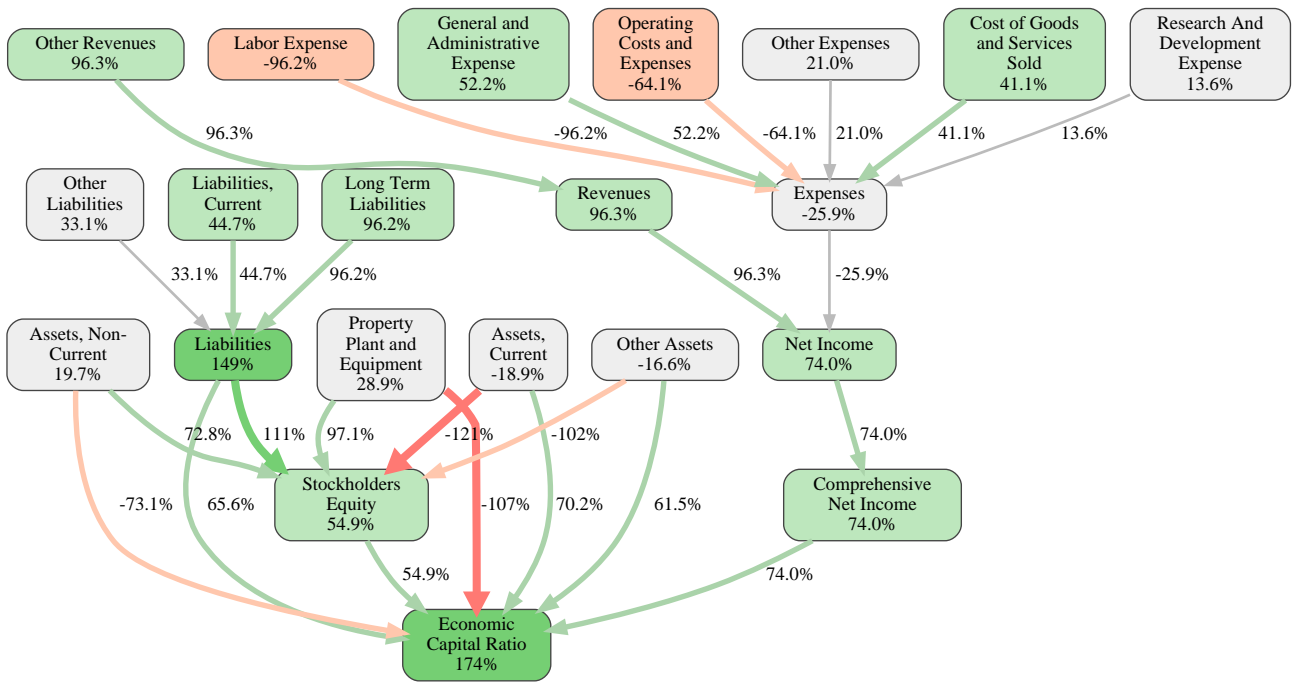 Other Revenues
96.3%
Labor Expense
-96.2%
General and
Administrative
Expense
52.2%
Operating
Costs and
Expenses
-64.1%
Other Expenses
21.0%
Cost of Goods
and Services
Sold
41.1%
Research And
Development
Expense
13.6%
96.3%
-96.2%
52.2%
-64.1%
21.0%
41.1%
13.6%
Other
Liabilities
33.1%
Liabilities,
Current
44.7%
Long Term
Liabilities
96.2%
Revenues
96.3%
Expenses
-25.9%
33.1%
44.7%
96.2%
96.3%
-25.9%
Assets, Non-
Current
19.7%
Liabilities
149%
Property
Plant and
Equipment
28.9%
Assets,
Current
-18.9%
Other Assets
-16.6%
Net Income
74.0%
72.8%
111%
97.1%
-121%
-102%
74.0%
Stockholders
Equity
54.9%
Comprehensive
Net Income
74.0%
-73.1%
65.6%
-107%
70.2%
61.5%
54.9%
74.0%
Economic
Capital Ratio
174%